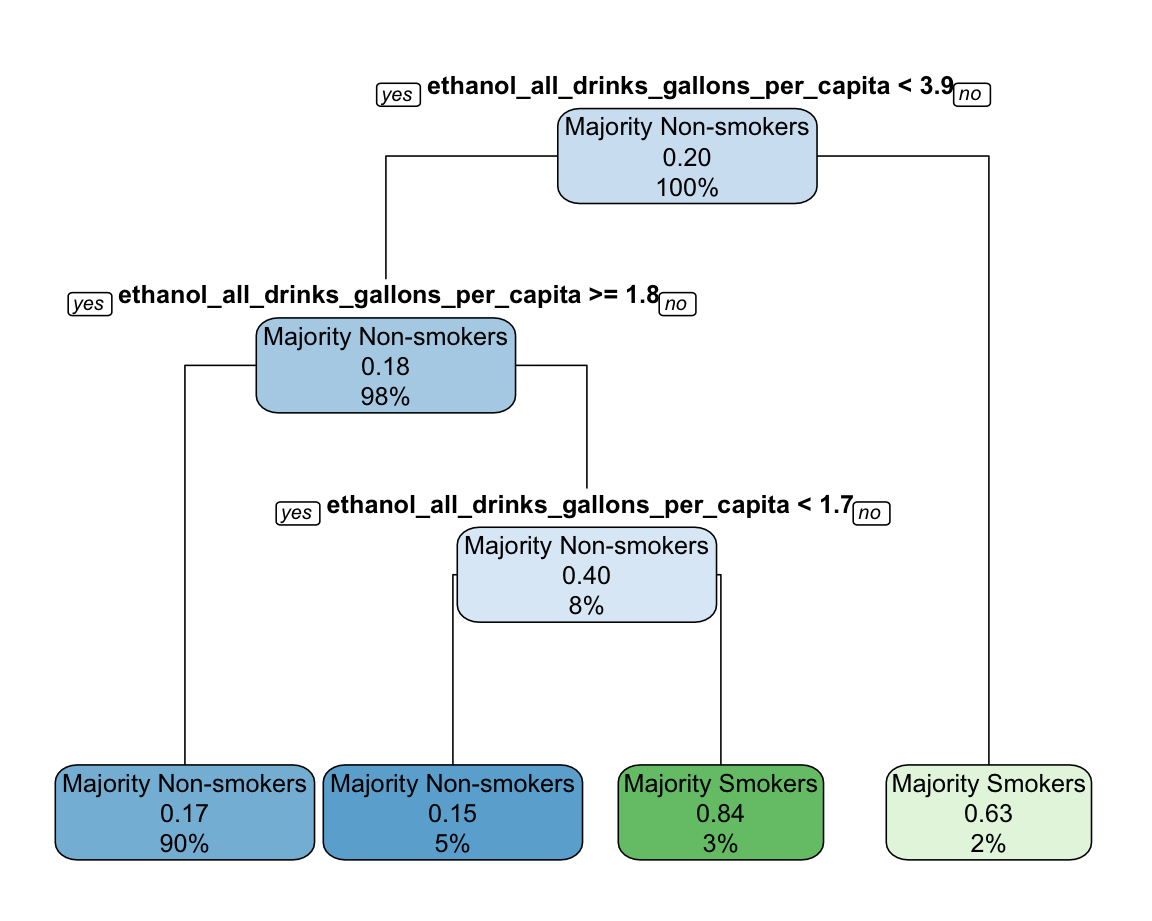 yes ethanol_all_drinks_gallons_per_capita < 3.9 no
Majority Non-smokers
0.20
100%
yes ethanol_all_drinks_gallons_per_capita >= 1.8 no
Majority Non-smokers
0.18
98%
yes ethanol_all_drinks_gallons_per_capita < 1.7 no
Majority Non-smokers
0.40
8%
Majority Non-smokers
0.17
90%
Majority Non-smokers
0.15
5%
Majority Smokers
0.84
3%
Majority Smokers
0.63
2%